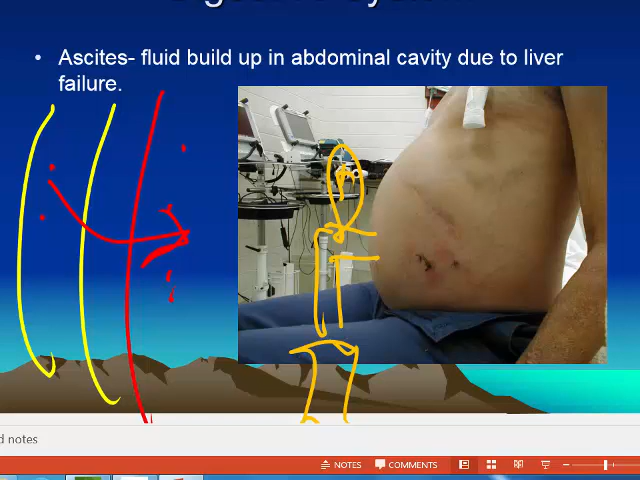 • Ascites- fluid build up in abdominal cavity due to liver
failure.
d notes
NOTES COMMENTS